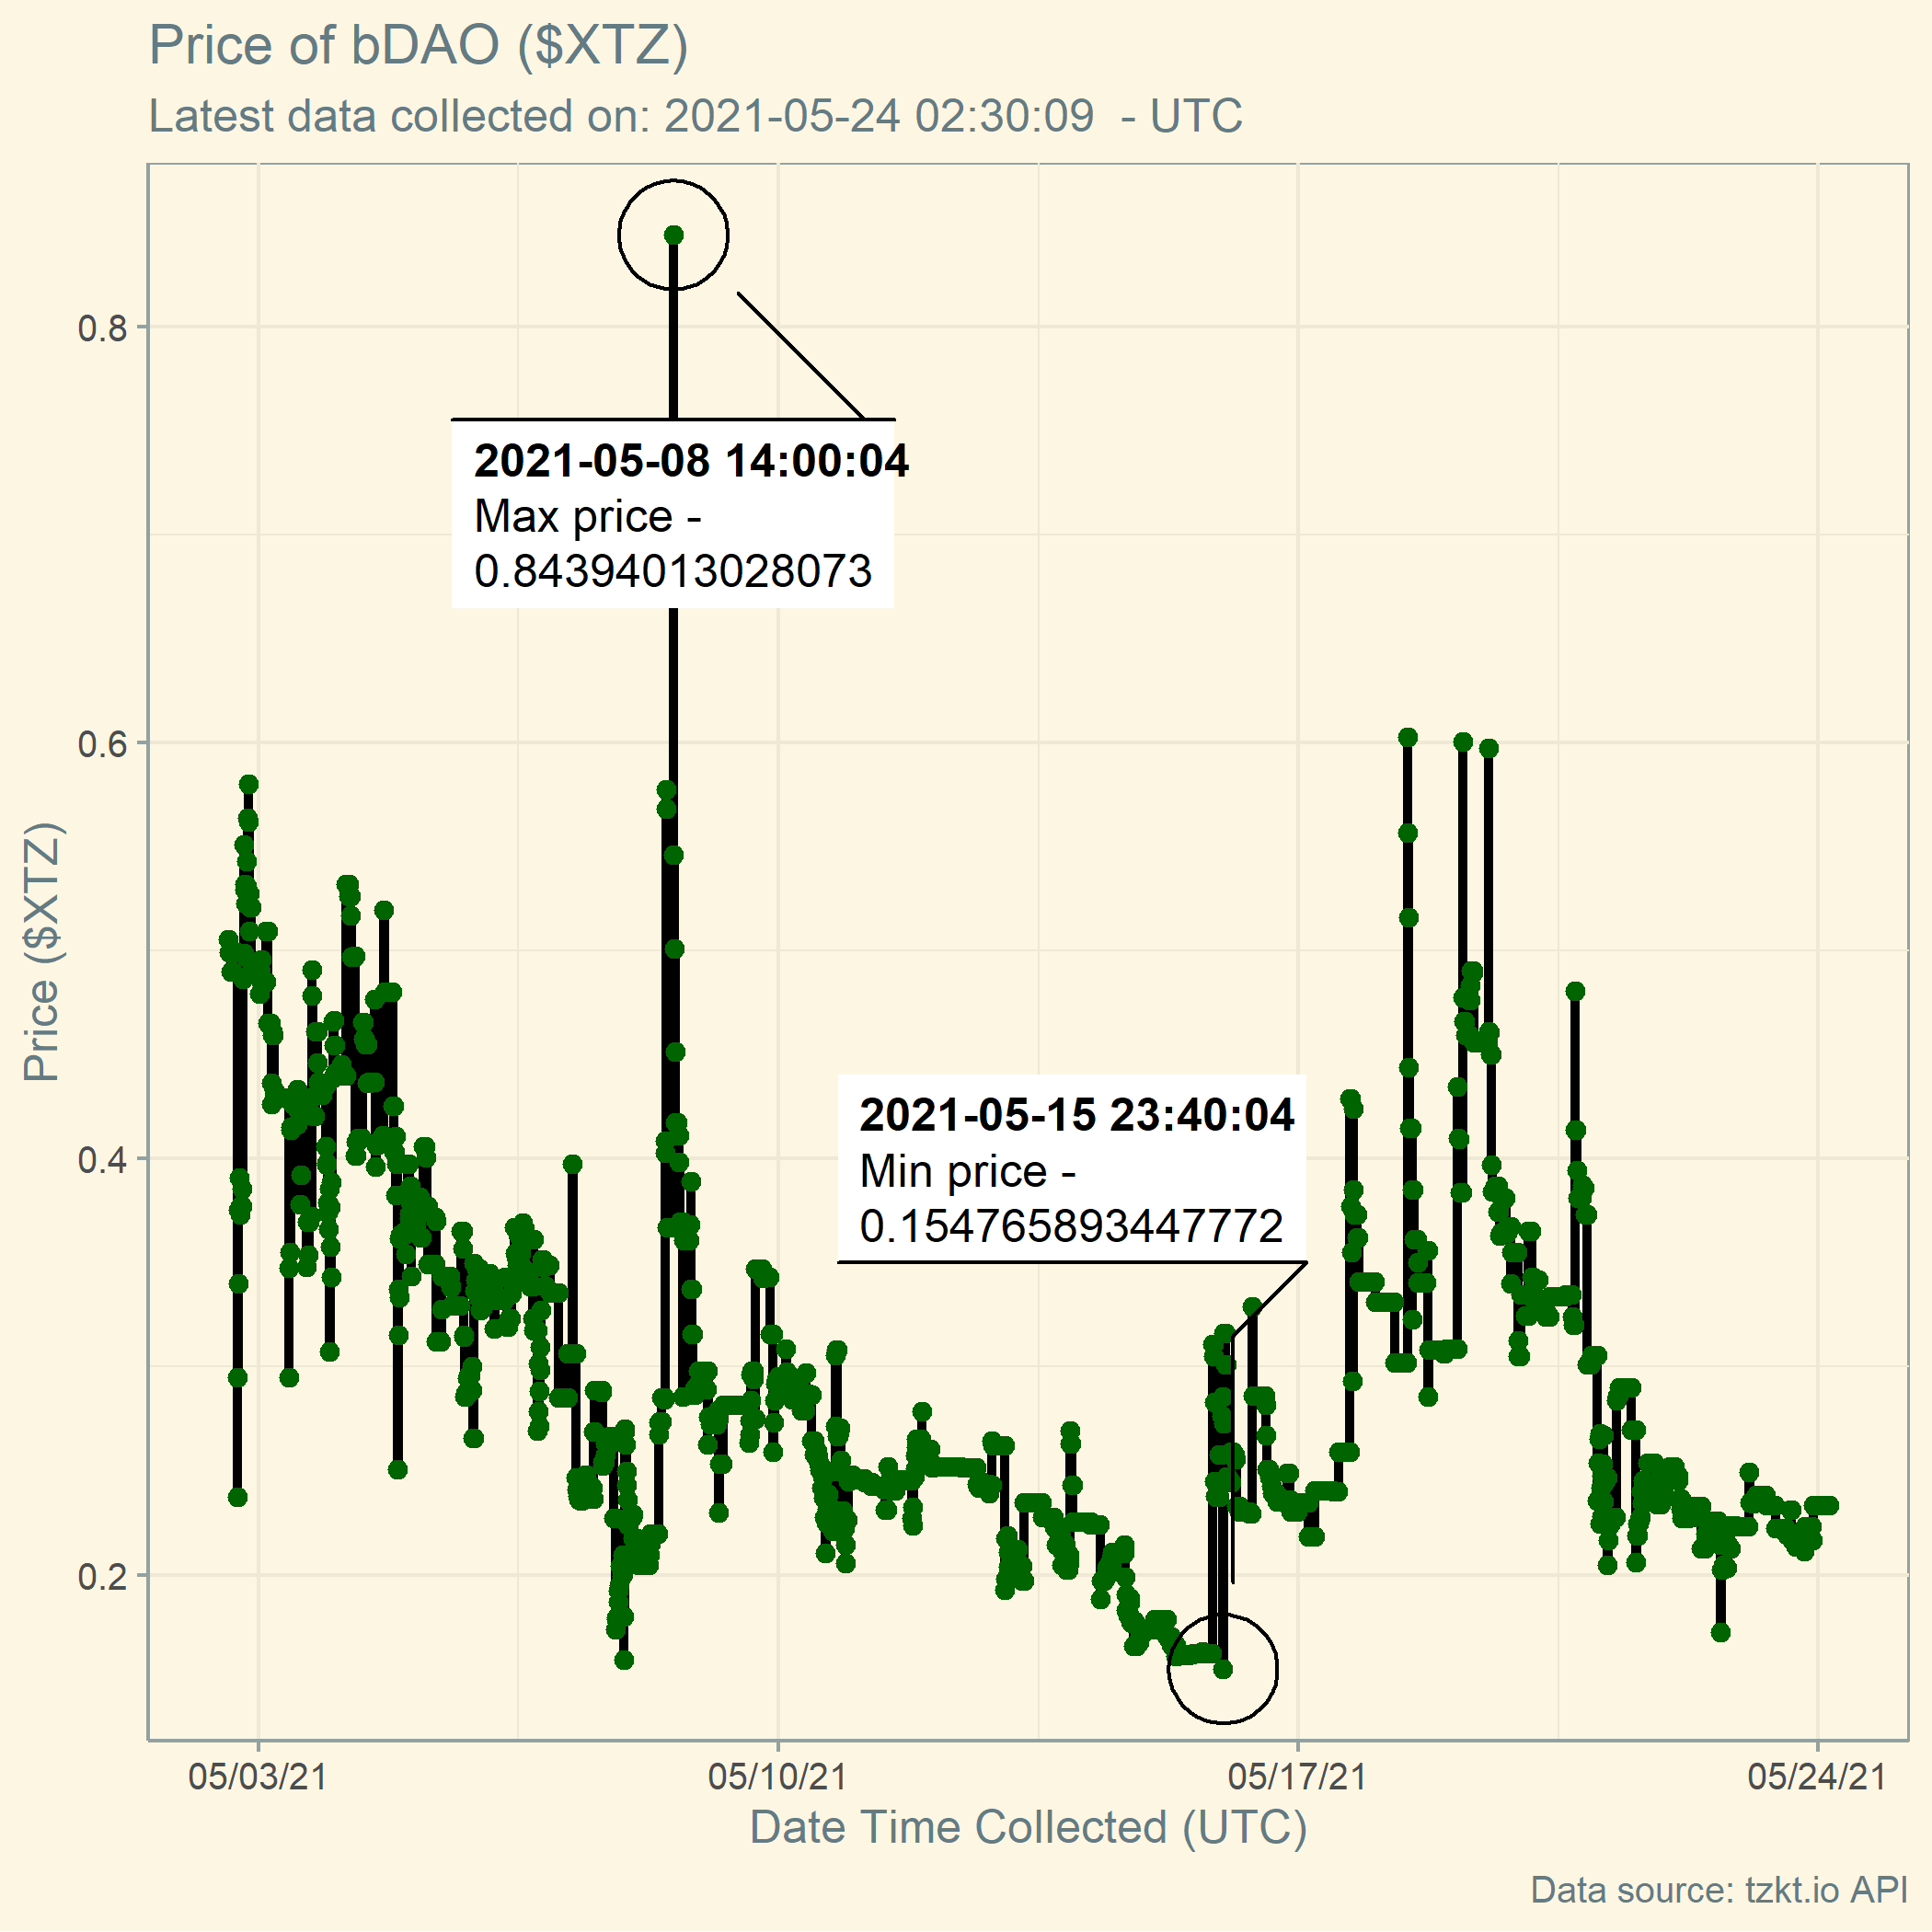 Price of bDAO ($XTZ)
Latest data collected on: 2021-05-24 02:30:09  - UTC
0.8
0.6
0.4
0.2
Price ($XTZ)
2021-05-08 14:00:04
Max price -
0.84394013028073
2021-05-15 23:40:04
Min price -
0.154765893447772
05/03/21
05/10/21
05/17/21
05/24/21
Date Time Collected (UTC)
Data source: tzkt.io API